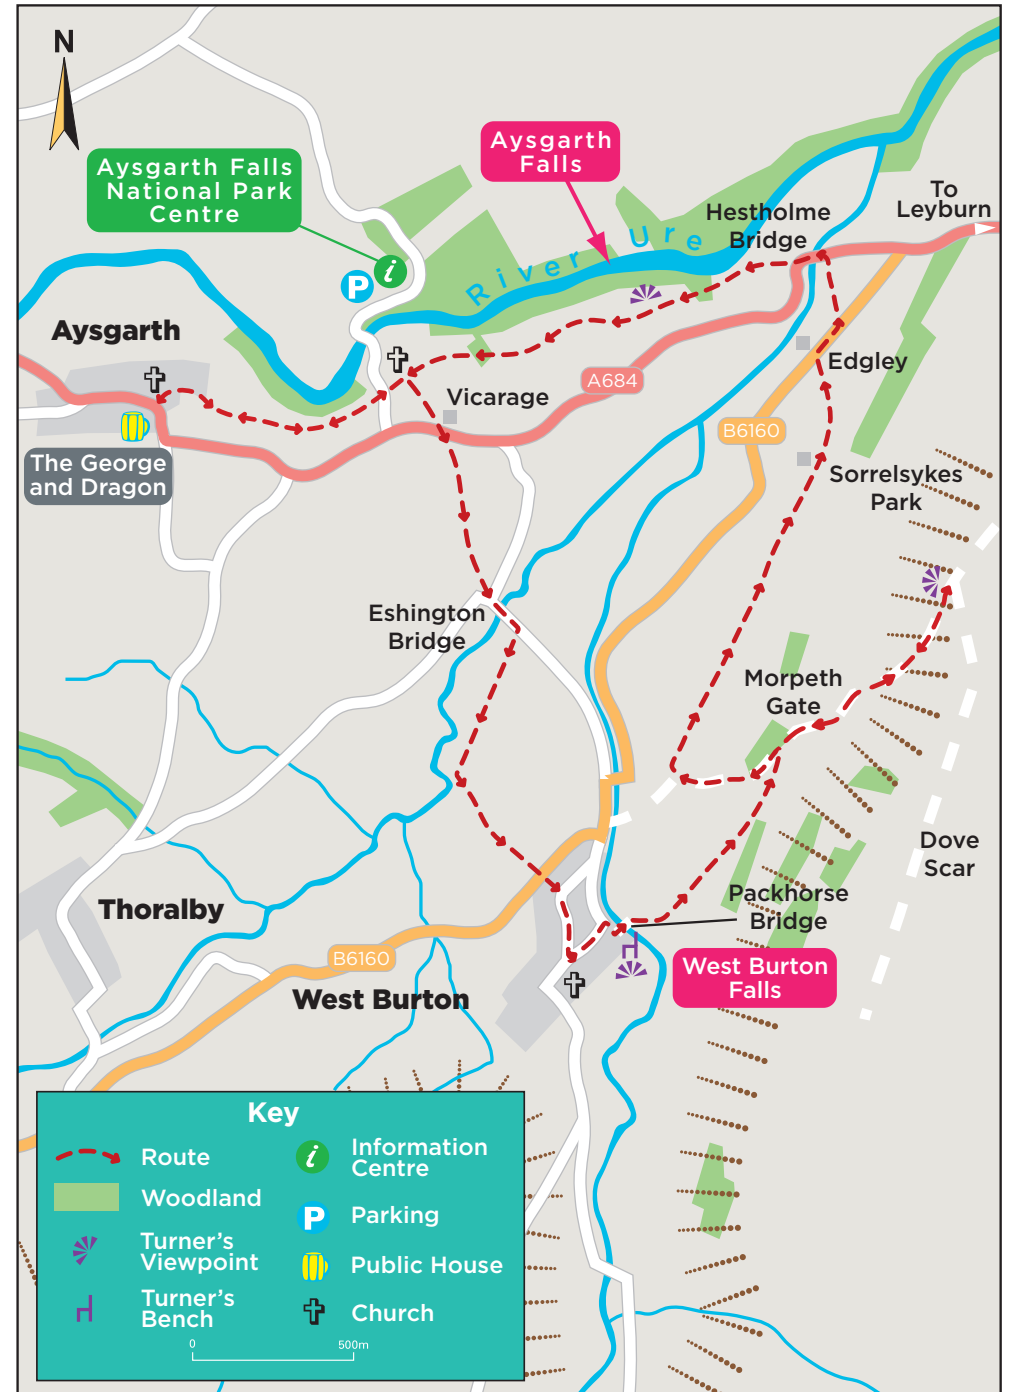 N
Aysgarth Falls
National Park
Centre
Aysgarth
Falls
To
Leyburn
Hestholme
Bridge
River Ure
i
P
Aysgarth
A684
Edgley
Vicarage
B6160
The George
and Dragon
Sorrelsykes
Park
Eshington
Bridge
Morpeth
Gate
Dove
Scar
Packhorse
Bridge
Thoralby
B6160
West Burton
West Burton
Falls
Key
Route
i
Information
Centre
Woodland
P
Parking
Turner's
Viewpoint
Public House
Turner's
Bench
Church
0
500m